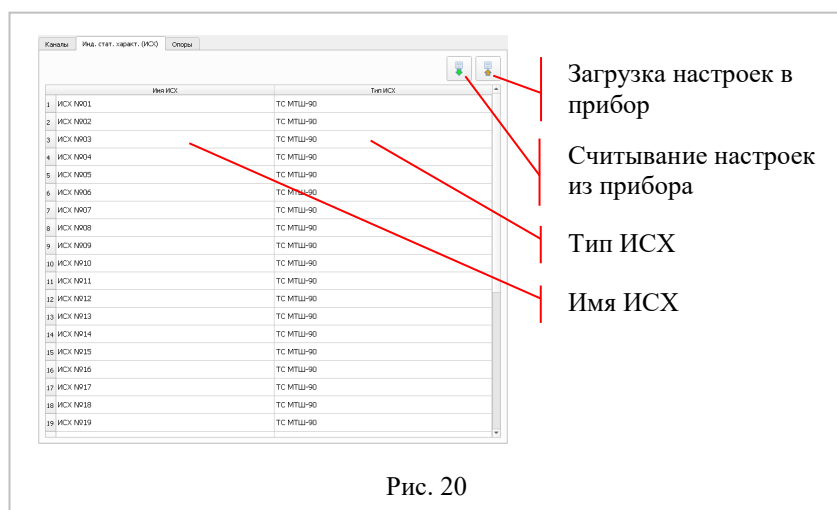 Каналы Инд. стат. характ. (ИСХ) Опоры
Имя ИСХ Тип ИСХ
1 ИСХ №01 ТС МТШ-90
2 ИСХ №02 ТС МТШ-90
3 ИСХ №03 ТС МТШ-90
4 ИСХ №04 ТС МТШ-90
5 ИСХ №05 ТС МТШ-90
6 ИСХ №06 ТС МТШ-90
7 ИСХ №07 ТС МТШ-90
8 ИСХ №08 ТС МТШ-90
9 ИСХ №09 ТС МТШ-90
10 ИСХ №10 ТС МТШ-90
11 ИСХ №11 ТС МТШ-90
12 ИСХ №12 ТС МТШ-90
13 ИСХ №13 ТС МТШ-90
14 ИСХ №14 ТС МТШ-90
15 ИСХ №15 ТС МТШ-90
16 ИСХ №16 ТС МТШ-90
17 ИСХ №17 ТС МТШ-90
18 ИСХ №18 ТС МТШ-90
19 ИСХ №19 ТС МТШ-90
Загрузка настроек в
прибор
Считывание настроек
из прибора
Тип ИСХ
Имя ИСХ
Рис. 20